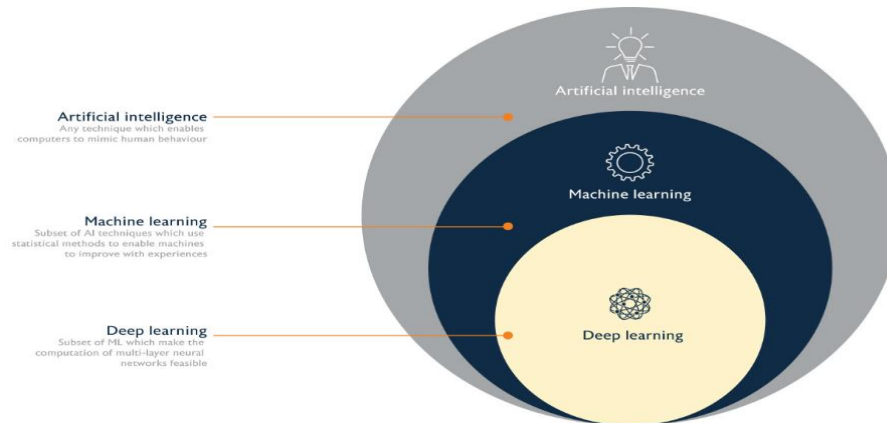 Artificial intelligence
Artificial intelligence
Any technique which enables
computers to mimic human behaviour
Machine learning
Machine learning
Subset of AI techniques which use
statistical methods to enable machines
to improve with experiences
Deep learning
Deep learning
Subset of ML which make the
computation of multi-layer neural
networks feasible